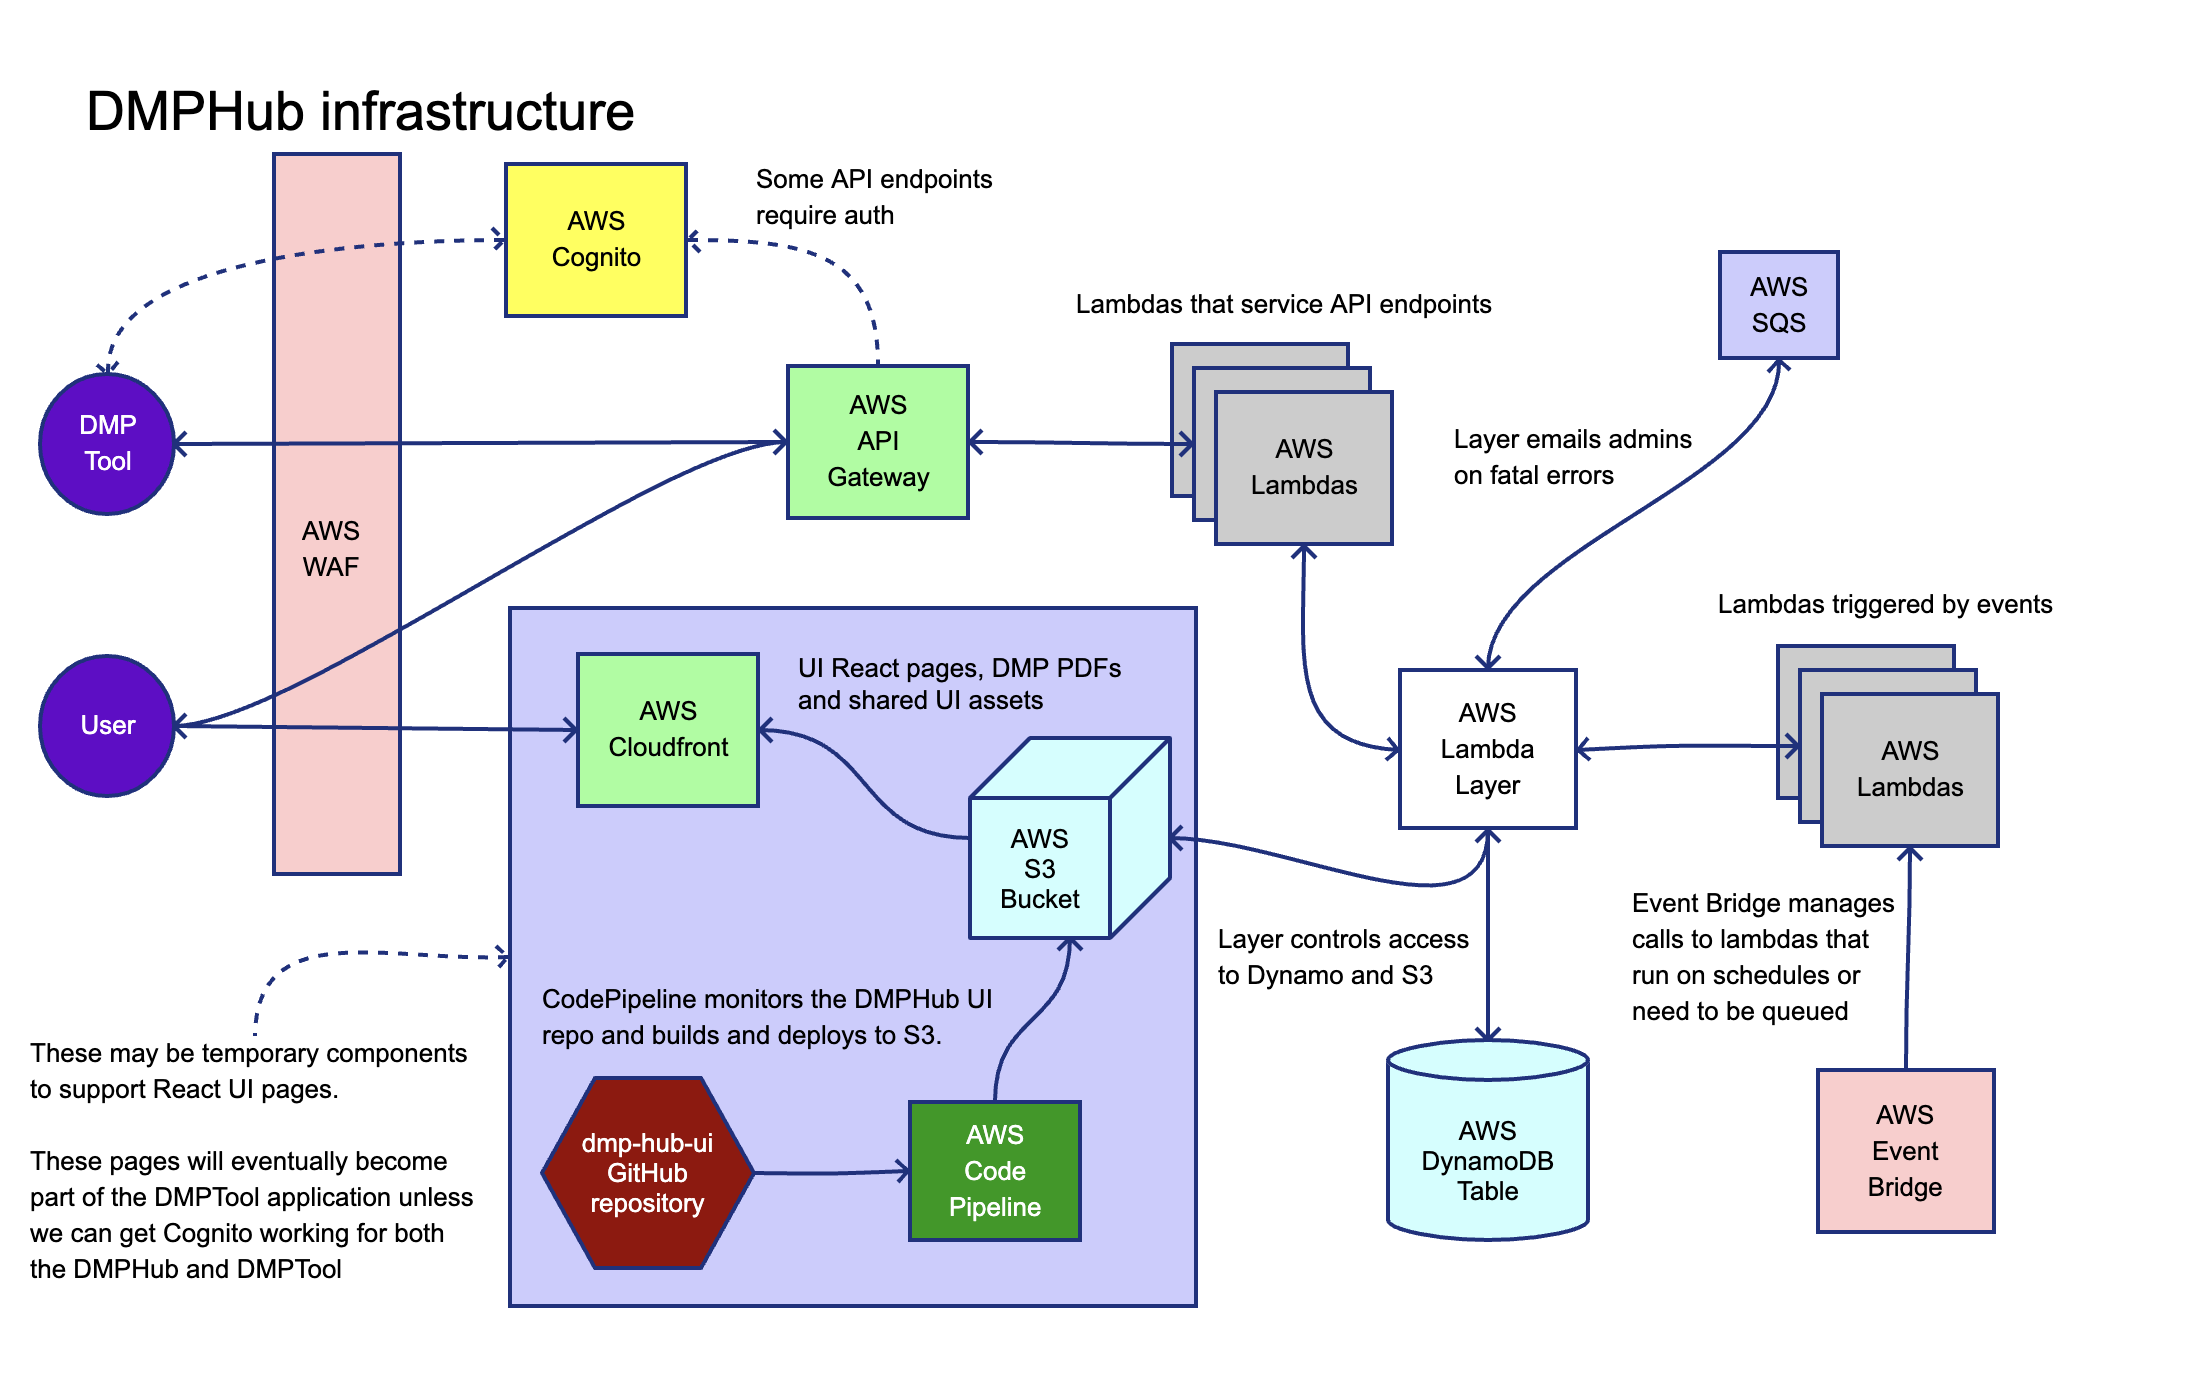 DMPHub infrastructure
AWS
Cognito
Some API endpoints
require auth
AWS
SQS
Lambdas that service API endpoints
DMP
Tool
AWS
API
Gateway
AWS
Lambdas
Layer emails admins
on fatal errors
AWS
WAF
Lambdas triggered by events
User
AWS
Cloudfront
UI React pages, DMP PDFs
and shared UI assets
AWS
S3
Bucket
AWS
Lambda
Layer
AWS
Lambdas
Layer controls access
to Dynamo and S3
Event Bridge manages
calls to lambdas that
run on schedules or
need to be queued
CodePipeline monitors the DMPHub UI
repo and builds and deploys to S3.
These may be temporary components
to support React UI pages.
These pages will eventually become
part of the DMPTool application unless
we can get Cognito working for both
the DMPHub and DMPTool
dmp-hub-ui
GitHub
repository
AWS
Code
Pipeline
AWS
DynamoDB
Table
AWS
Event
Bridge